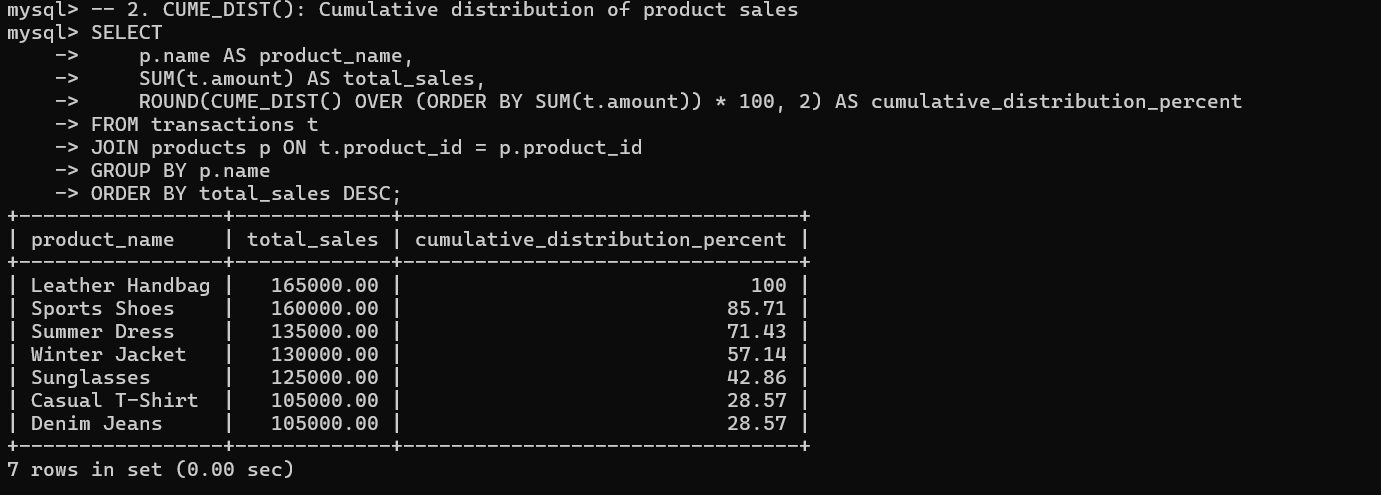 mysql> -- 2. CUME_DIST(): Cumulative distribution of product sales
mysql> SELECT
    ->     p.name AS product_name,
    ->     SUM(t.amount) AS total_sales,
    ->     ROUND(CUME_DIST() OVER (ORDER BY SUM(t.amount)) * 100, 2) AS cumulative_distribution_percent
    -> FROM transactions t
    -> JOIN products p ON t.product_id = p.product_id
    -> GROUP BY p.name
    -> ORDER BY total_sales DESC;
+-----------------+-------------+---------------------------------+
| product_name    | total_sales | cumulative_distribution_percent |
+-----------------+-------------+---------------------------------+
| Leather Handbag |   165000.00 |                             100 |
| Sports Shoes    |   160000.00 |                           85.71 |
| Summer Dress    |   135000.00 |                           71.43 |
| Winter Jacket   |   130000.00 |                           57.14 |
| Sunglasses      |   125000.00 |                           42.86 |
| Casual T-Shirt  |   105000.00 |                           28.57 |
| Denim Jeans     |   105000.00 |                           28.57 |
+-----------------+-------------+---------------------------------+
7 rows in set (0.00 sec)